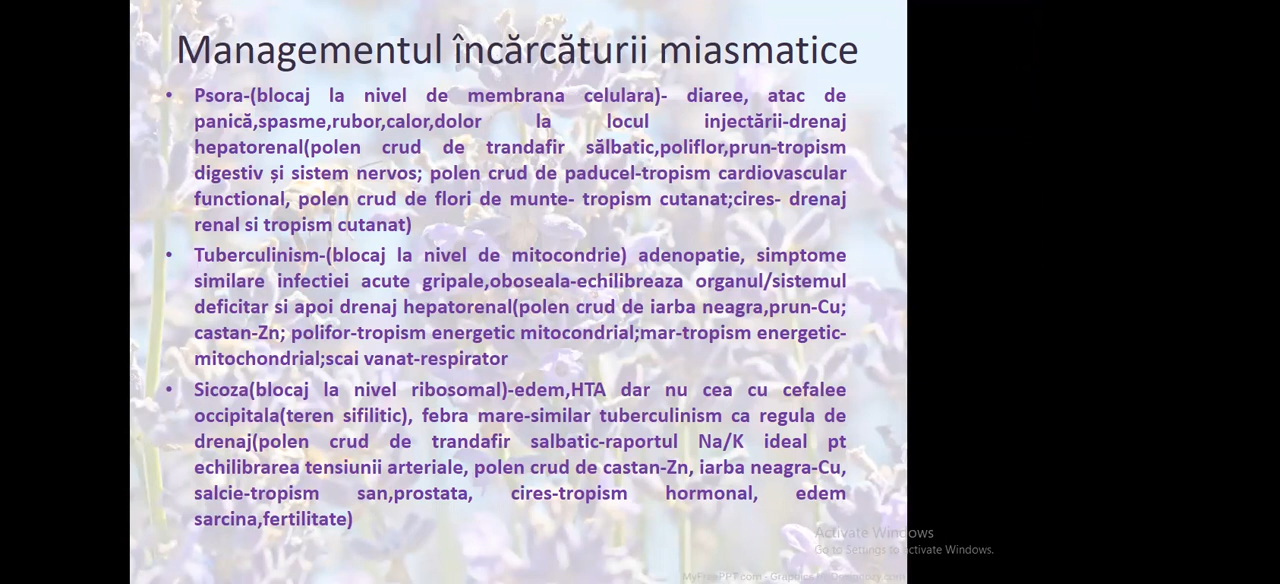 Managementul încărcăturii miasmatice
• Psora-(blocaj la nivel de membrana celulara)- diaree, atac de
panică,spasme,rubor,calor,dolor la locul injectării-drenaj
hepatorenal(polen crud de trandafir sălbatic,poliflor,prun-tropism
digestiv și sistem nervos; polen crud de paducel-tropism cardiovascular
functional, polen crud de flori de munte- tropism cutanat;cires- drenaj
renal si tropism cutanat)
• Tuberculinism-(blocaj la nivel de mitocondrie) adenopatie, simptome
similare infectiei acute gripale,oboseala-echilibreaza organul/sistemul
deficitar si apoi drenaj hepatorenal(polen crud de iarba neagra,prun-Cu;
castan-Zn; polifor-tropism energetic mitocondrial;mar-tropism energetic-
mitochondrial;scai vanat-respirator
• Sicoza(blocaj la nivel ribosomal)-edem,HTA dar nu cea cu cefalee
occipitala(teren sifilitic), febra mare-similar tuberculinism ca regula de
drenaj(polen crud de trandafir salbatic-raportul Na/K ideal pt
echilibrarea tensiunii arteriale, polen crud de castan-Zn, iarba neagra-Cu,
salcie-tropism san,prostata, cires-tropism hormonal, edem
sarcina,fertilitate)
Activate Windows
Go to Settings to activate Windows.
MyFreePPT.com - Graphics